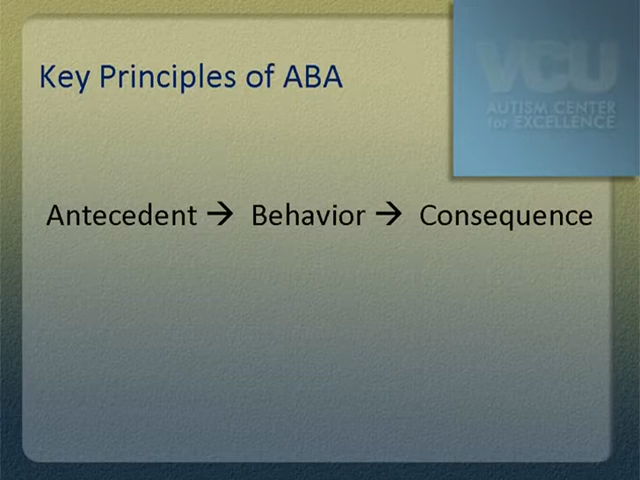 VCU
AUTISM CENTER
for EXCELLENCE
Key Principles of ABA
Antecedent → Behavior → Consequence